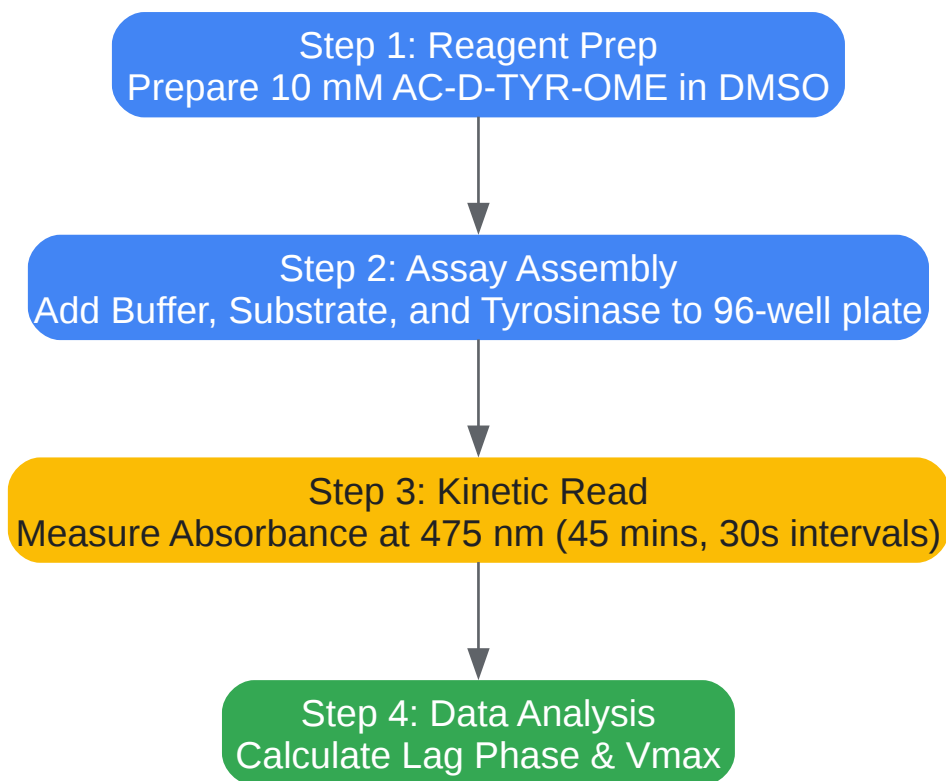 Step 1: Reagent Prep
Prepare 10 mM AC-D-TYR-OME in DMSO
Step 2: Assay Assembly
Add Buffer, Substrate, and Tyrosinase to 96-well plate
Step 3: Kinetic Read
Measure Absorbance at 475 nm (45 mins, 30s intervals)
Step 4: Data Analysis
Calculate Lag Phase & Vmax